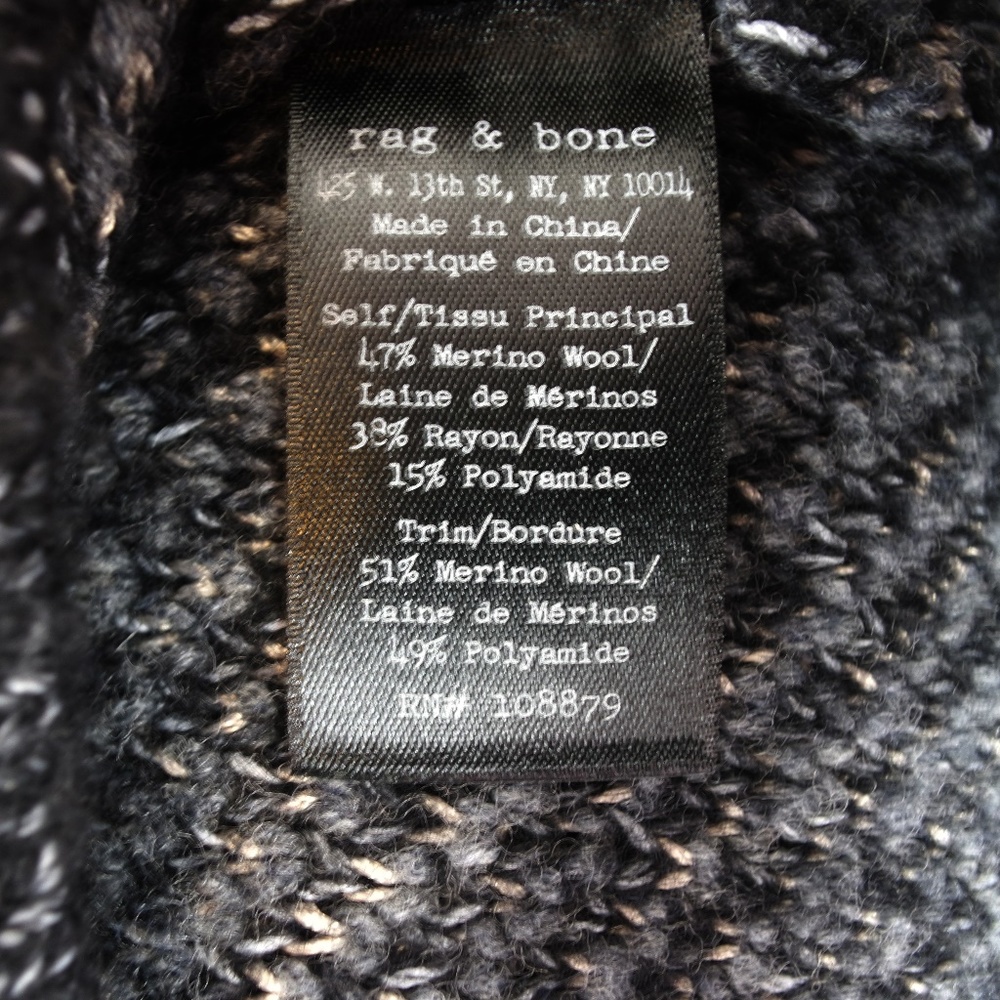 rag & bone
425 W. 13th St, NY, NY 10014
Made in China/
Fabriqué en Chine
Self/Tissu Principal
47% Merino Wool/
Laine de Mérinos
38% Rayon/Rayonne
15% Polyamide
Trim/Bordure
51% Merino Wool/
Laine de Mérinos
49% Polyamide
RN# 108879